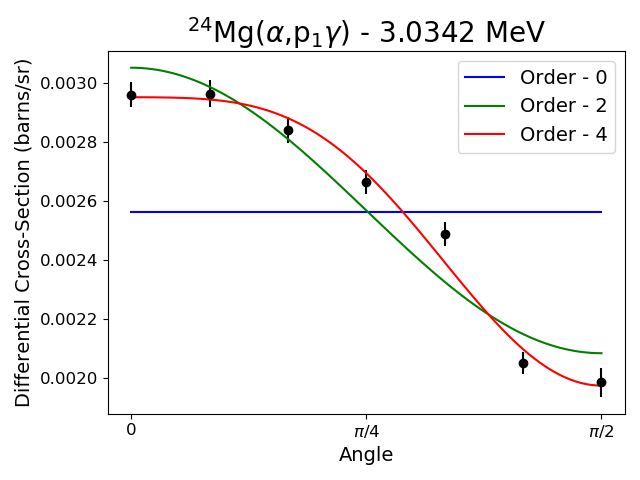 ²⁴Mg(α,p₁γ) - 3.0342 MeV
Differential Cross-Section (barns/sr)
0.0030
0.0028
0.0026
0.0024
0.0022
0.0020
Order - 0
Order - 2
Order - 4
0
π/4
π/2
Angle